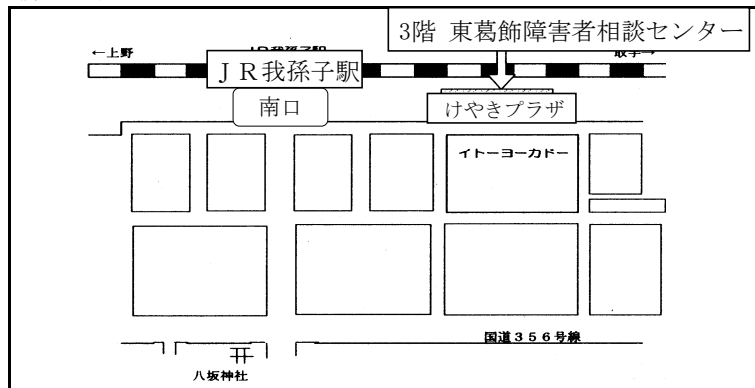 3階 東葛飾障害者相談センター
←上野
取手→
JR我孫子駅
南口
けやきプラザ
イトーヨーカドー
国道356号線
八坂神社